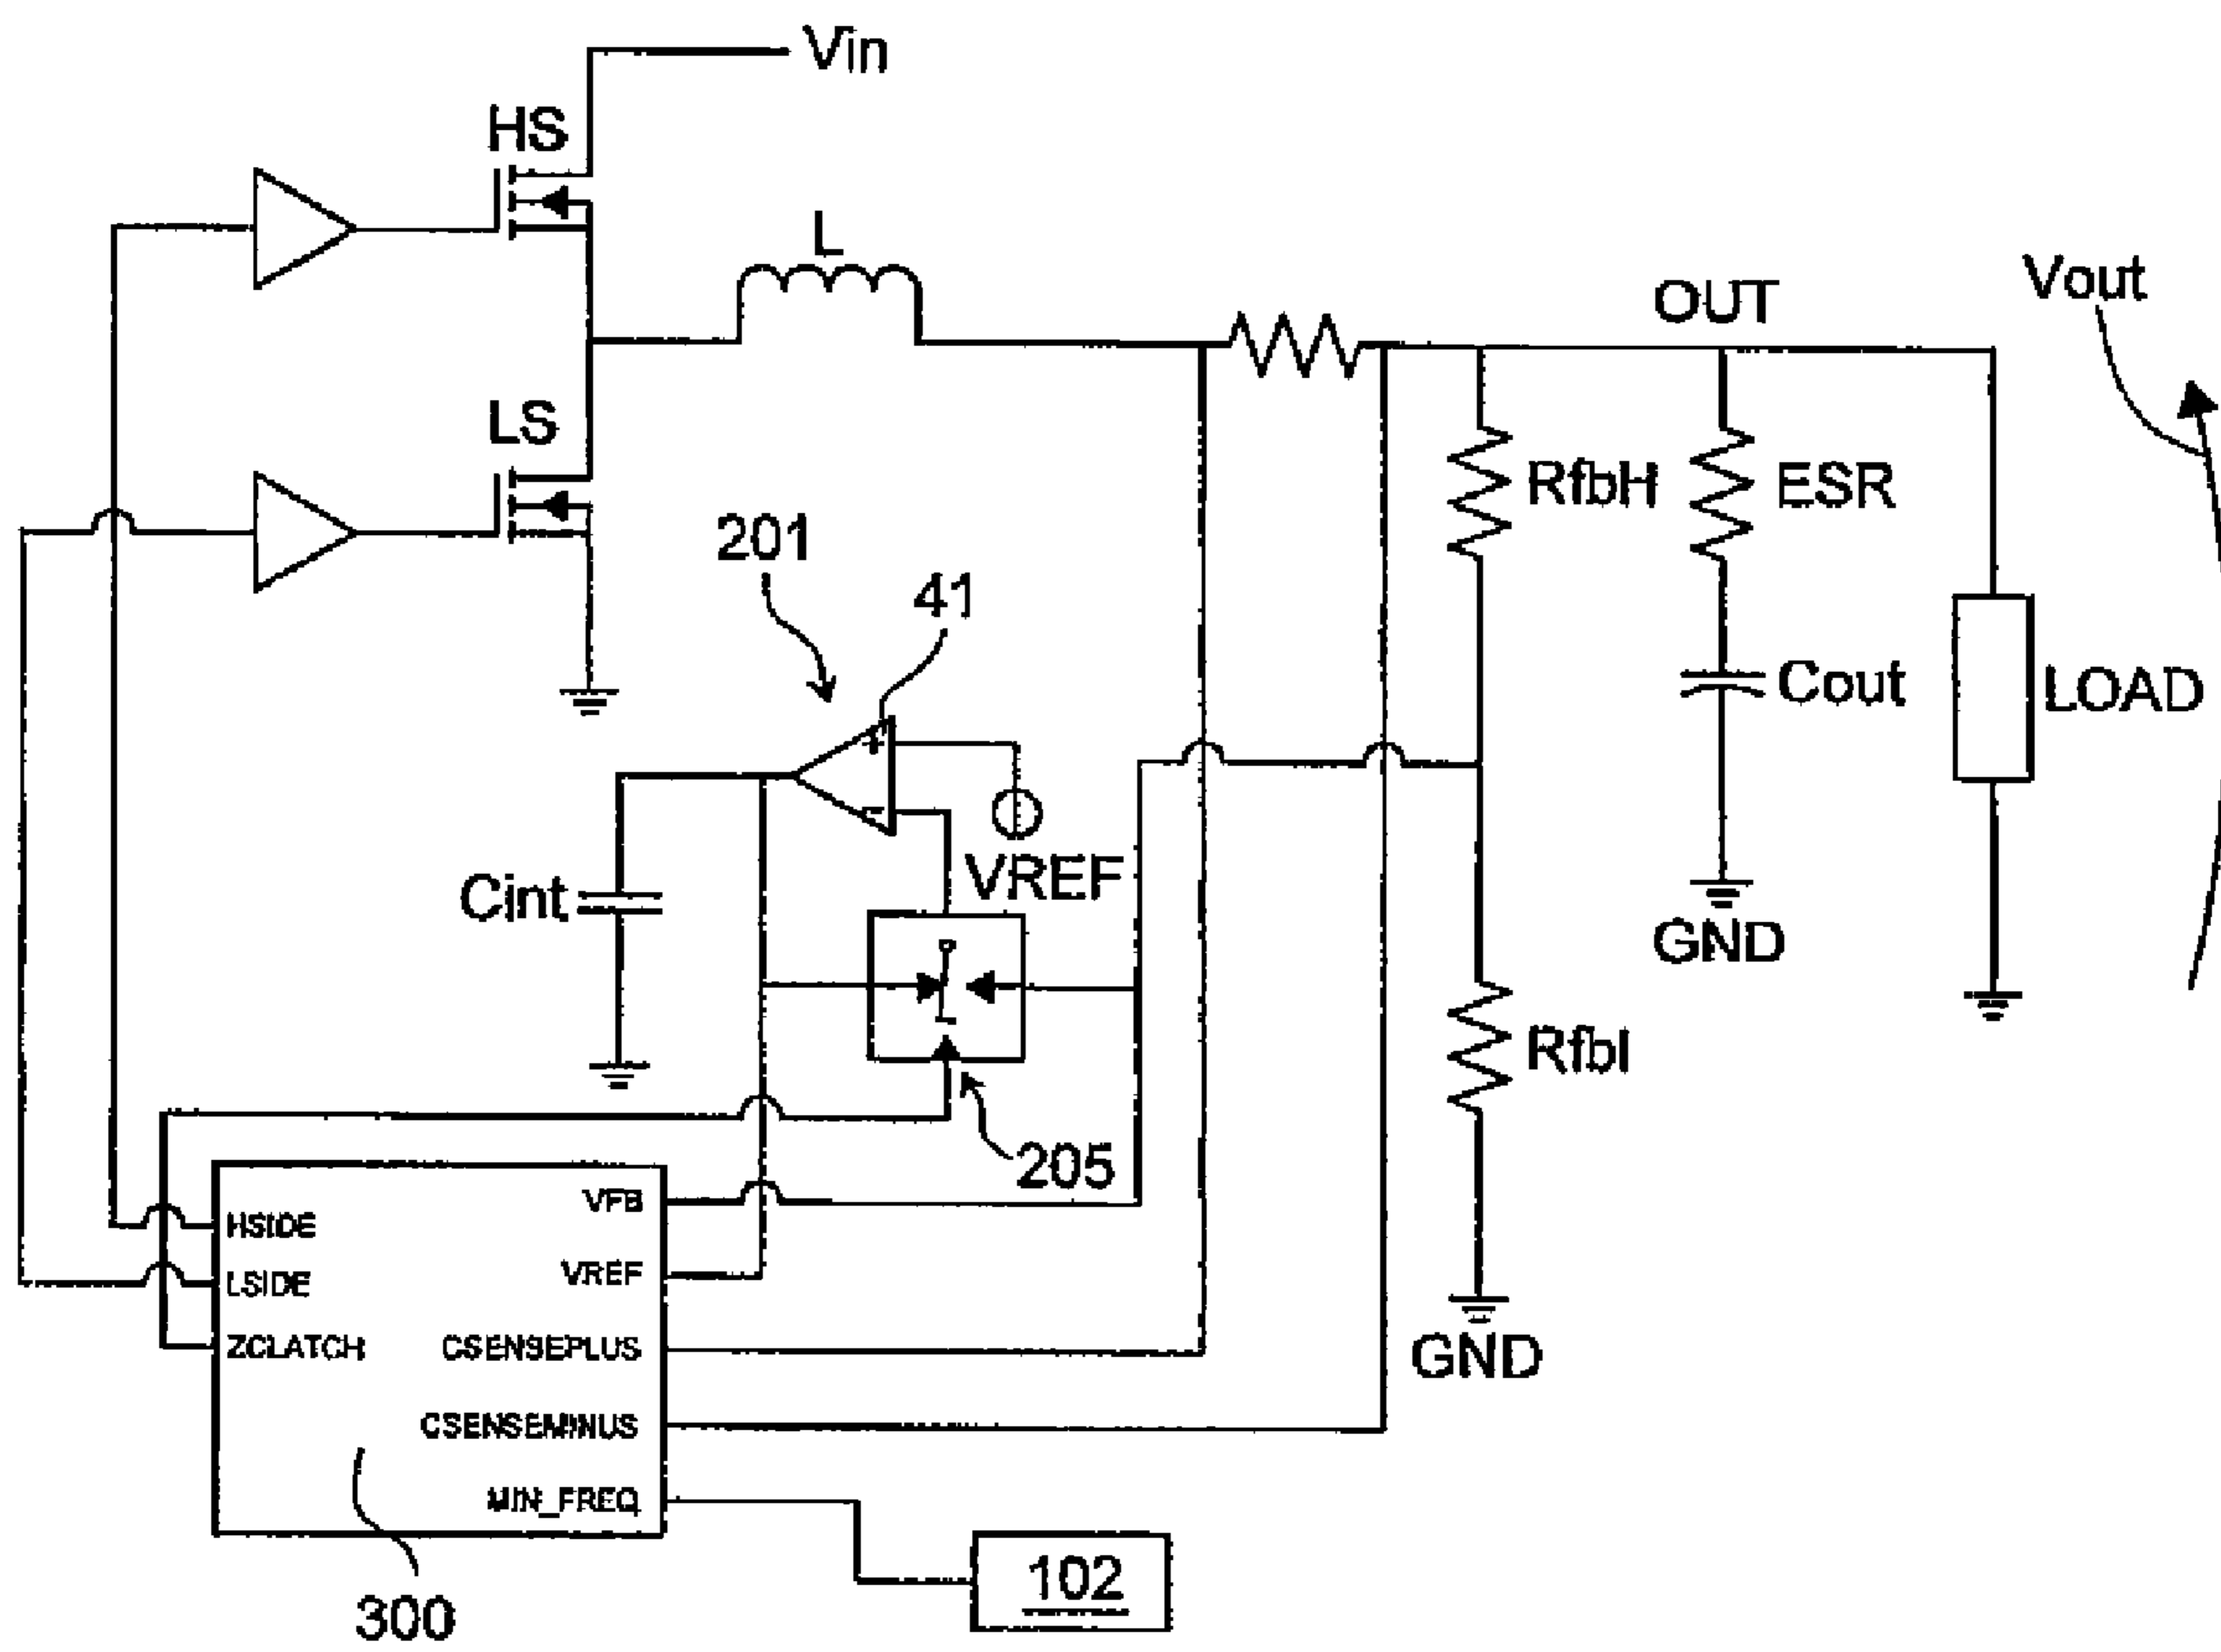 Vin
HS
L
OUT
Vout
LS
RfbH
ESR
201
41
Cout
LOAD
VREF
Cint
GND
Rfbl
205
VFB
HSIDE
VREF
LSIDE
ZCLATCH
CSENSEPLUS
GND
CSENSEMINUS
MIN_FREQ
102
300
+
-